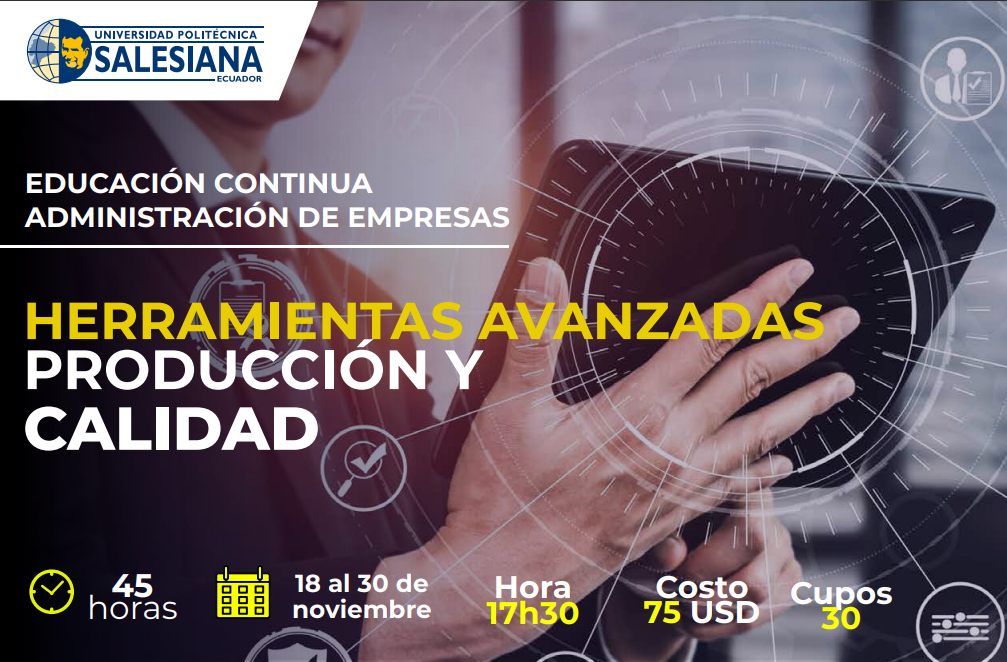 UNIVERSIDAD POLITÉCNICA
SALESIANA
ECUADOR
EDUCACIÓN CONTINUA
ADMINISTRACIÓN DE EMPRESAS
HERRAMIENTAS AVANZADAS
PRODUCCIÓN Y
CALIDAD
45
horas
18 al 30 de
noviembre
Hora
17h30
Costo
75 USD
Cupos
30